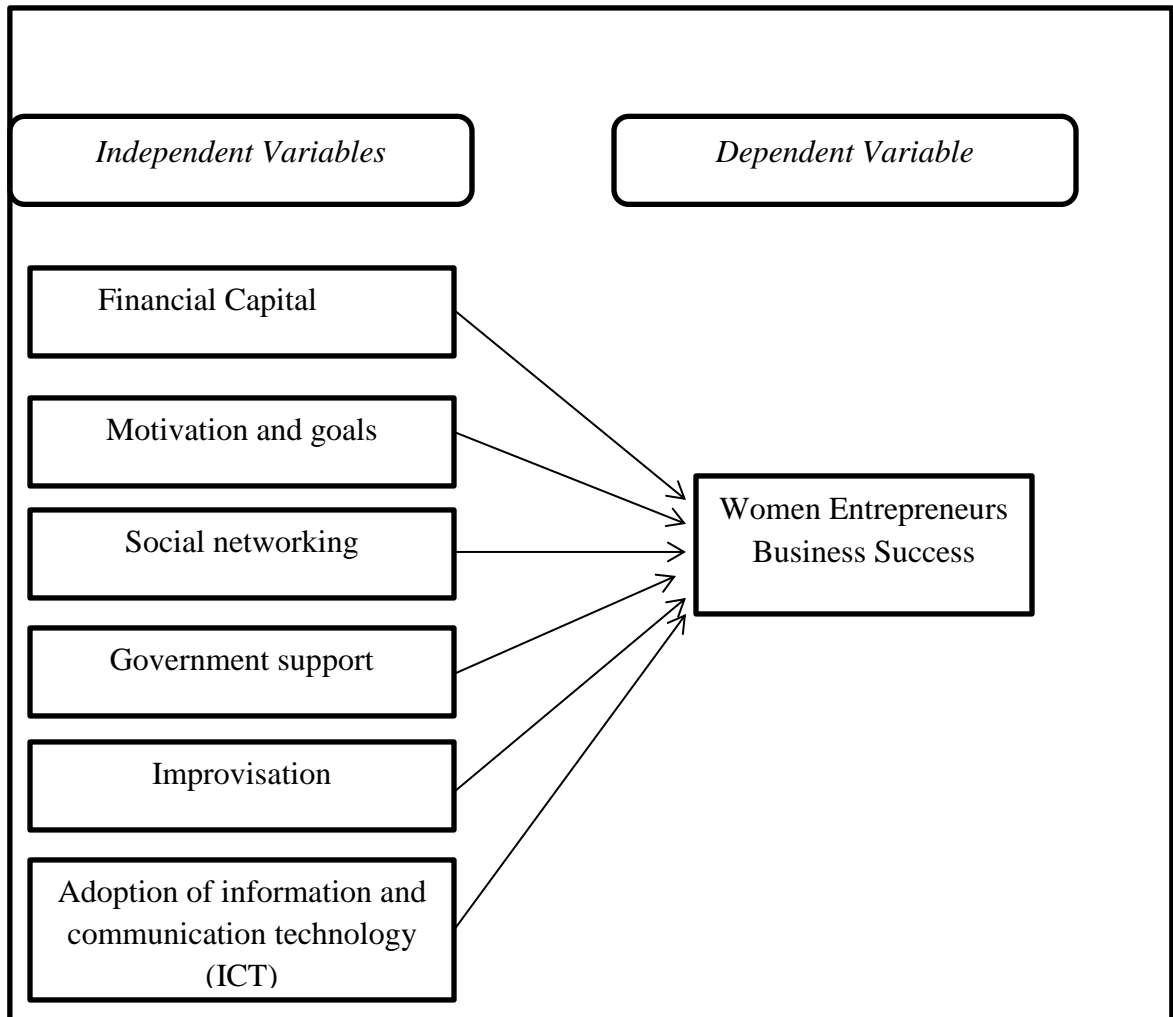 Independent Variables
Dependent Variable
Financial Capital
Motivation and goals
Social networking
Government support
Improvisation
Adoption of information and
communication technology
(ICT)
Women Entrepreneurs
Business Success